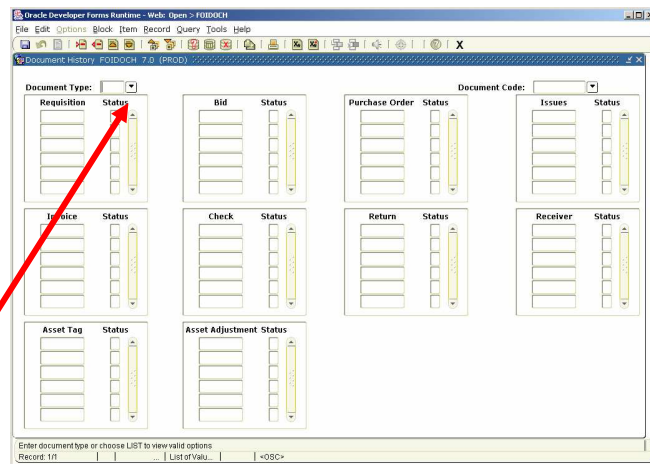 Oracle Developer Forms Runtime - Web: Open > FOIDOCH
File Edit Options Block Item Record Query Tools Help
X
Document History FOIDOCH 7.0 (PROD)
Document Type: Document Code:
Requisition Status Bid Status Purchase Order Status Issues Status
Invoice Status Check Status Return Status Receiver Status
Asset Tag Status Asset Adjustment Status
Enter document type or choose LIST to view valid options
Record: 1/1 ... List of Valu... <OSC>